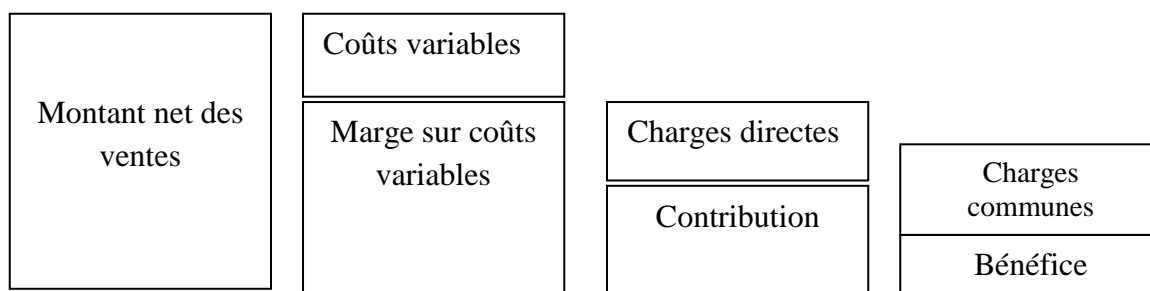 Montant net des
ventes
Coûts variables
Marge sur coûts
variables
Charges directes
Contribution
Charges
communes
Bénéfice